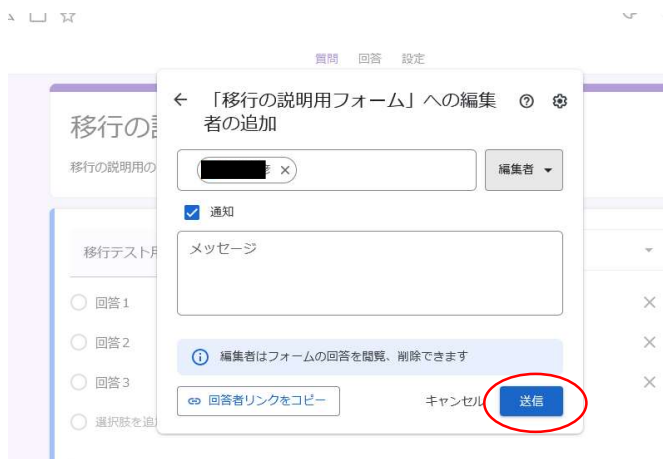 質問 回答 設定
移行の
「移行の説明用フォーム」への編集
者の追加
移行の説明用の
編集者
通知
移行テスト用
メッセージ
回答1
回答2
編集者はフォームの回答を閲覧、削除できます
回答3
回答者リンクをコピー
キャンセル
送信
選択肢を追